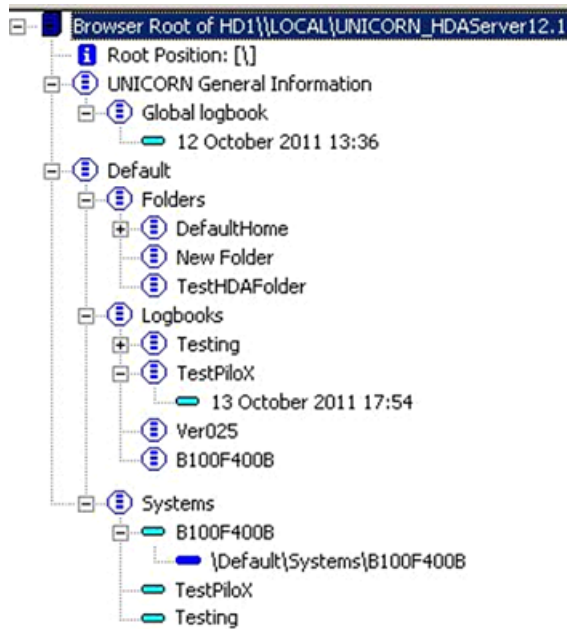 Browser Root of HD1\\LOCAL\UNICORN_HDAServer12.1
Root Position: [\]
UNICORN General Information
Global logbook
12 October 2011 13:36
Default
Folders
DefaultHome
New Folder
TestHDAFolder
Logbooks
Testing
TestPiloX
13 October 2011 17:54
Ver025
B100F400B
Systems
B100F400B
\Default\Systems\B100F400B
TestPiloX
Testing